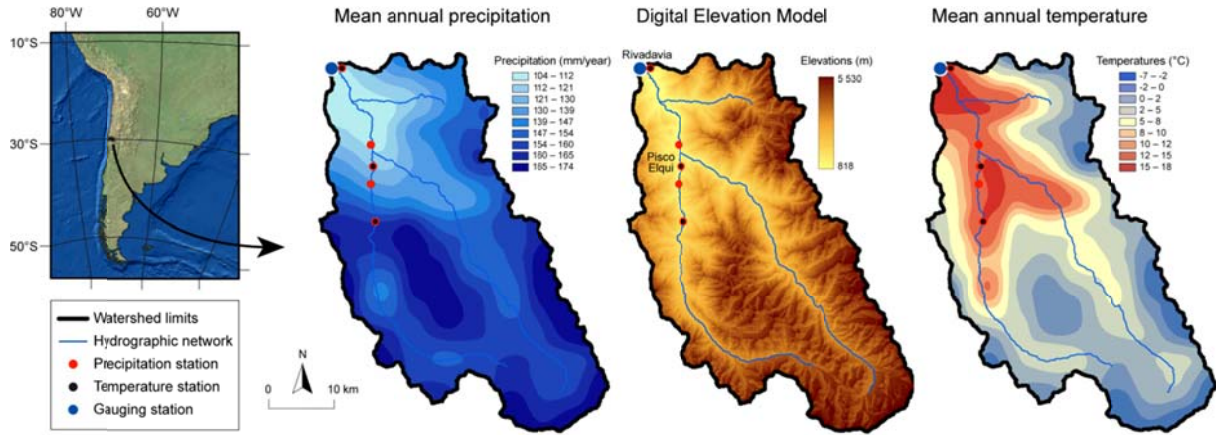 80°W 60°W
10°S
30°S
50°S
Watershed limits
Hydrographic network
Precipitation station
Temperature station
Gauging station
N
0 10 km
Mean annual precipitation
Precipitation (mm/year)
104 – 112
112 – 121
121 – 130
130 – 139
139 – 147
147 – 154
154 – 160
160 – 165
165 – 174
Digital Elevation Model
Rivadavia
Elevations (m)
5 530
818
Pisco
Elqui
Mean annual temperature
Temperatures (°C)
-7 – -2
-2 – 0
0 – 2
2 – 5
5 – 8
8 – 10
10 – 12
12 – 15
15 – 18